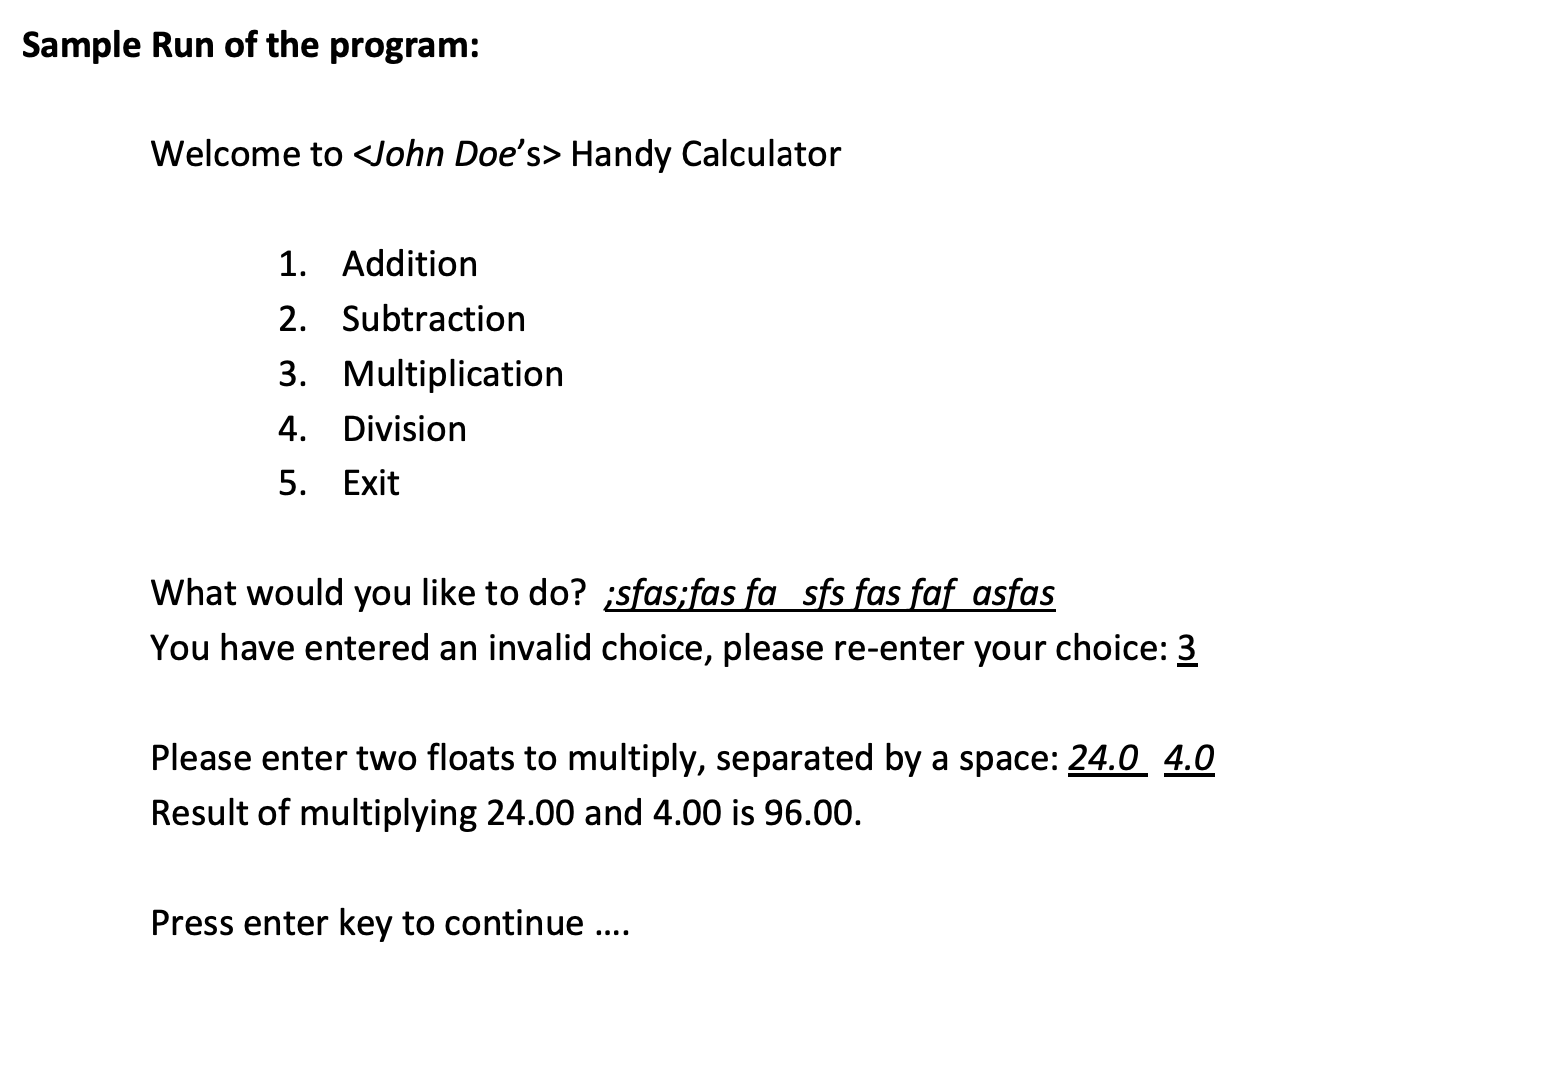 Sample Run of the program:
Welcome to <John Doe’s> Handy Calculator
1. Addition
2. Subtraction
3. Multiplication
4. Division
5. Exit
What would you like to do? ;sfas;fas fa  sfs fas faf  asfas
You have entered an invalid choice, please re-enter your choice: 3
Please enter two floats to multiply, separated by a space: 24.0  4.0
Result of multiplying 24.00 and 4.00 is 96.00.
Press enter key to continue ….